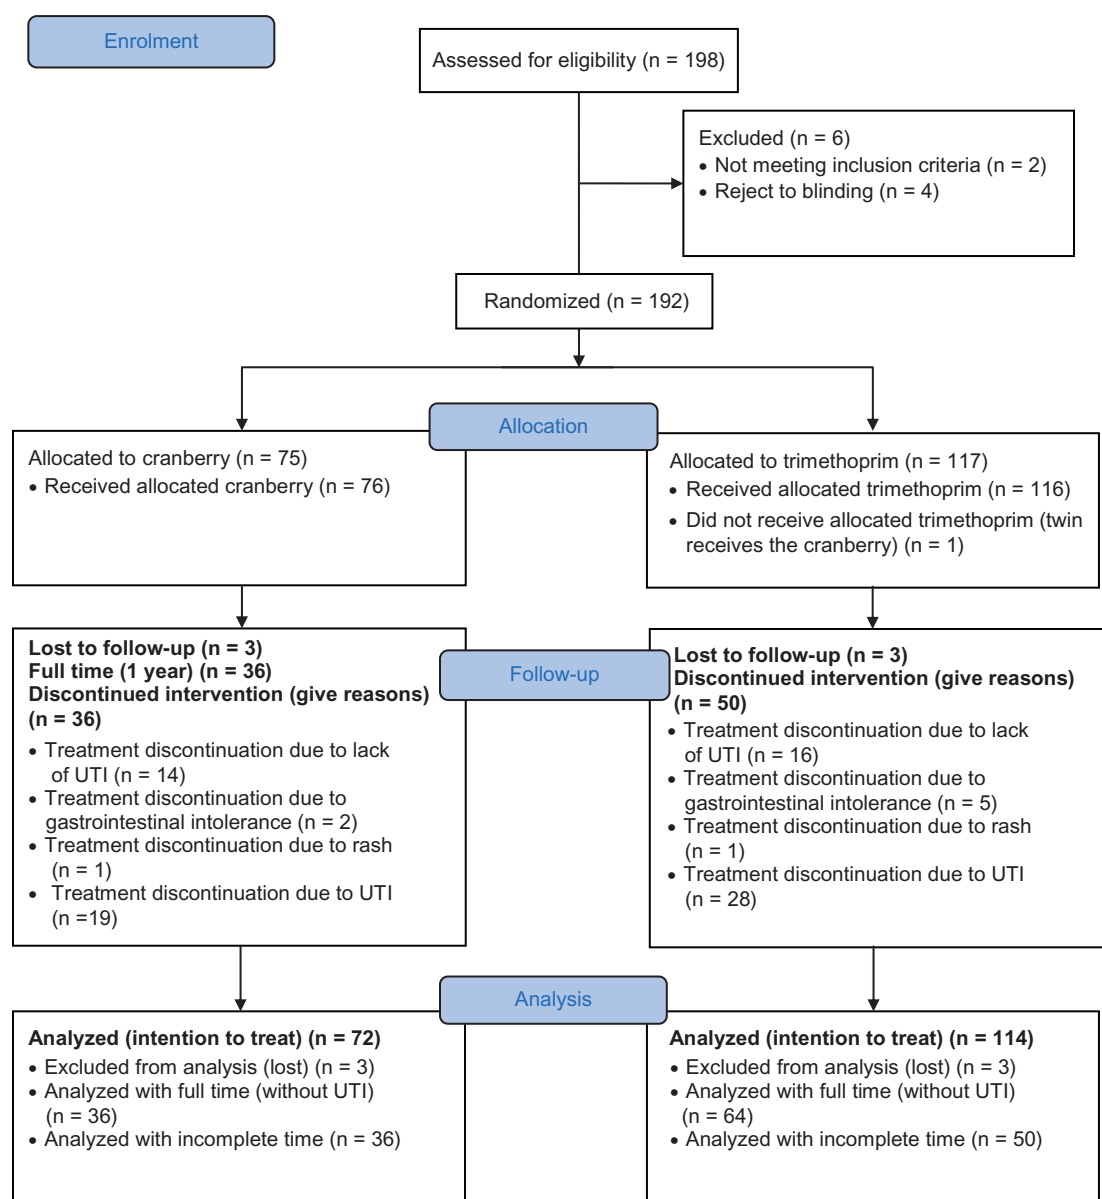 Enrolment
Assessed for eligibility (n = 198)
Excluded (n = 6)
• Not meeting inclusion criteria (n = 2)
• Reject to blinding (n = 4)
Randomized (n = 192)
Allocation
Allocated to cranberry (n = 75)
• Received allocated cranberry (n = 76)
Allocated to trimethoprim (n = 117)
• Received allocated trimethoprim (n = 116)
• Did not receive allocated trimethoprim (twin
receives the cranberry) (n = 1)
Follow-up
Lost to follow-up (n = 3)
Full time (1 year) (n = 36)
Discontinued intervention (give reasons)
(n = 36)
• Treatment discontinuation due to lack
of UTI (n = 14)
• Treatment discontinuation due to
gastrointestinal intolerance (n = 2)
• Treatment discontinuation due to rash
(n = 1)
• Treatment discontinuation due to UTI
(n =19)
Lost to follow-up (n = 3)
Discontinued intervention (give reasons)
(n = 50)
• Treatment discontinuation due to lack
of UTI (n = 16)
• Treatment discontinuation due to
gastrointestinal intolerance (n = 5)
• Treatment discontinuation due to rash
(n = 1)
• Treatment discontinuation due to UTI
(n = 28)
Analysis
Analyzed (intention to treat) (n = 72)
• Excluded from analysis (lost) (n = 3)
• Analyzed with full time (without UTI)
(n = 36)
• Analyzed with incomplete time (n = 36)
Analyzed (intention to treat) (n = 114)
• Excluded from analysis (lost) (n = 3)
• Analyzed with full time (without UTI)
(n = 64)
• Analyzed with incomplete time (n = 50)